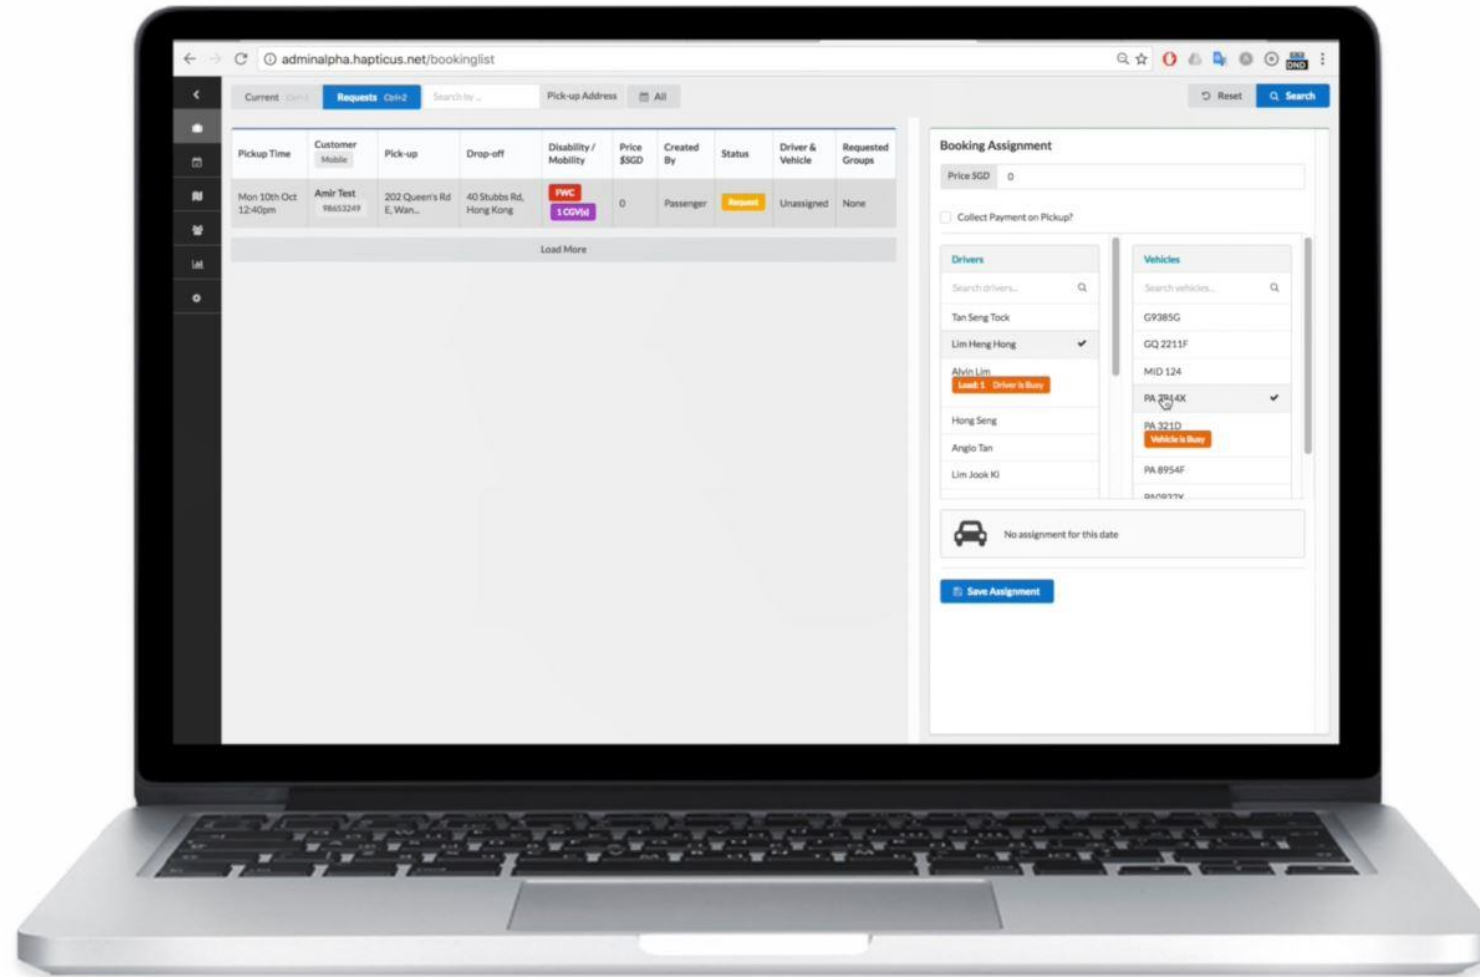 adminalpha.hapticus.net/bookinglist
DND
Current Requests Ctrl+2 Search by ... Pick-up Address All Reset Search
Pickup Time Customer Mobile Pick-up Drop-off Disability / Mobility Price $SGD Created By Status Driver & Vehicle Requested Groups
Mon 10th Oct 12:40pm Amir Test 98653249 202 Queen's Rd E, Wan... 40 Stubbs Rd, Hong Kong FWC 1 CGV(s) 0 Passenger Request Unassigned None
Load More
Booking Assignment
Price SGD 0
Collect Payment on Pickup?
Drivers
Search drivers...
Tan Seng Tock
Lim Heng Hong
Alvin Lim
Load: 1 Driver is Busy
Hong Seng
Anglo Tan
Lim Jook Ki
Vehicles
Search vehicles...
G9385G
GQ 2211F
MID 124
PA
PA 321D
Vehicle is Busy
PA 8954F
No assignment for this date
Save Assignment